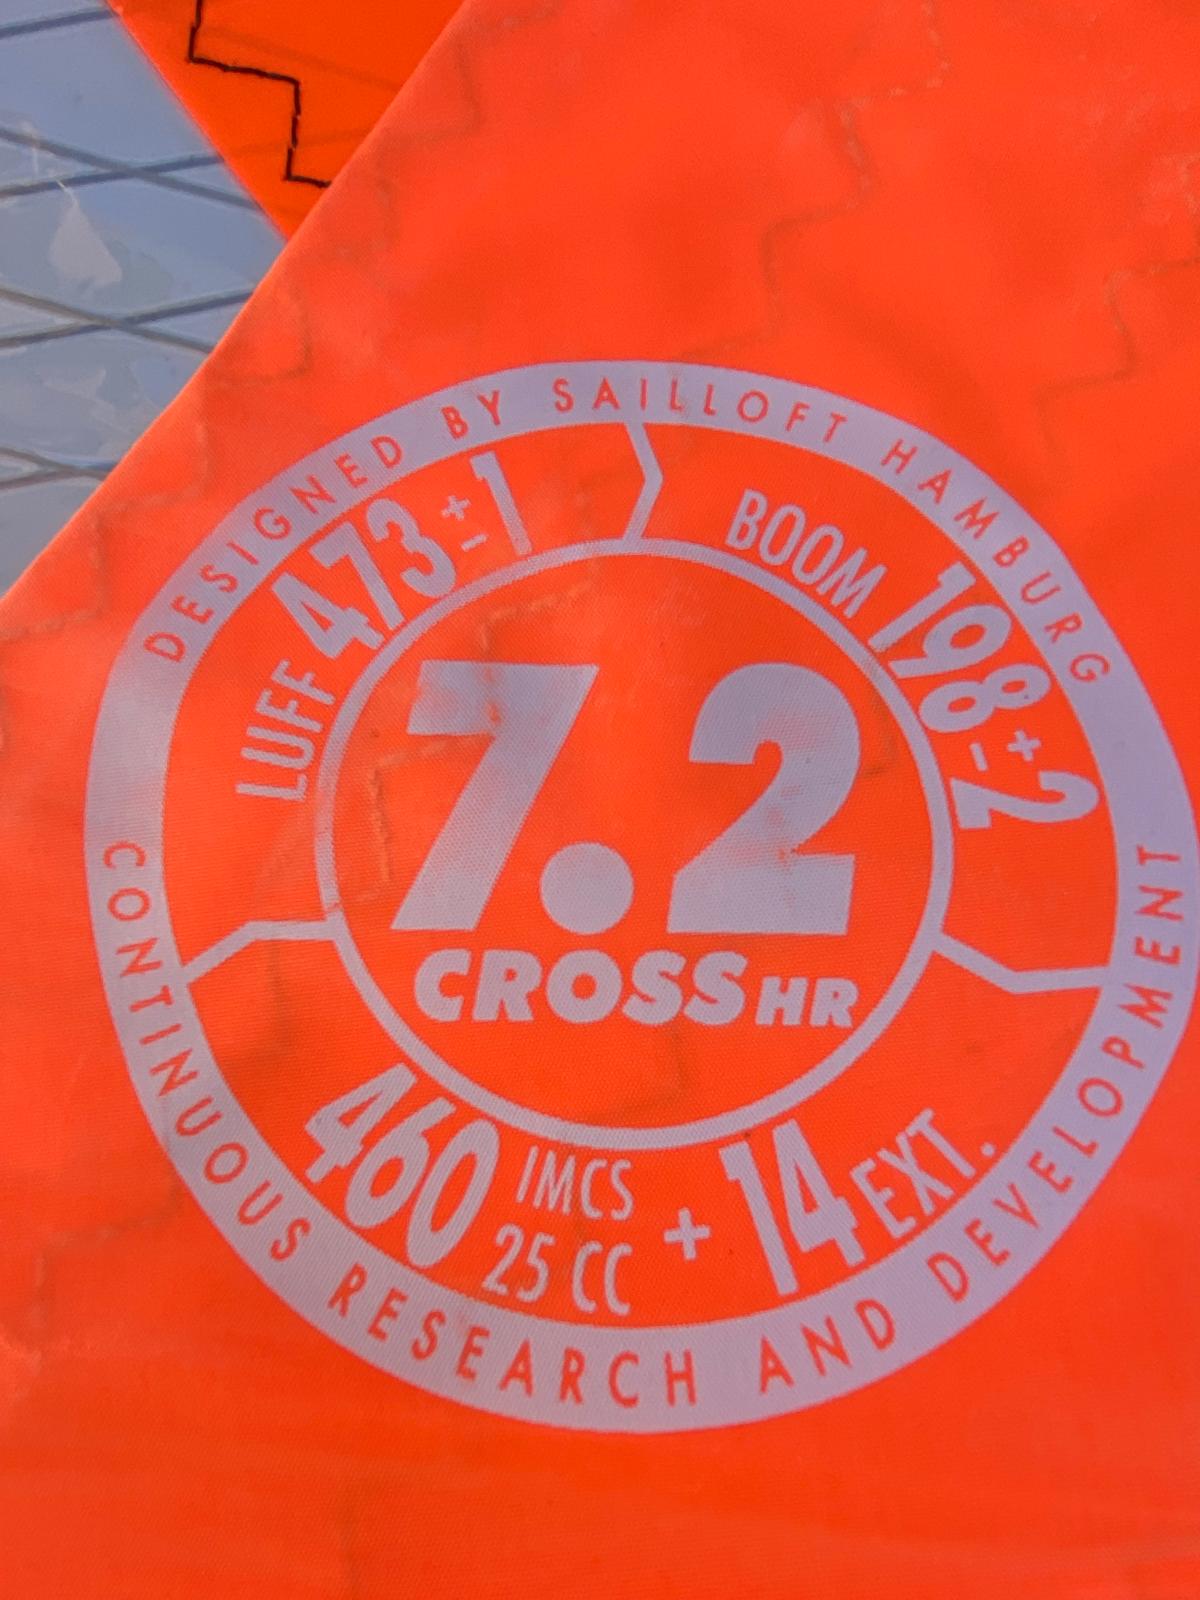 DESIGNED BY SAILLOFT HAMBURG
LUFF 473±1
BOOM 198±2
7.2
CROSS HR
460 IMCS
25 CC
+ 14 EXT.
CONTINUOUS RESEARCH AND DEVELOPMENT